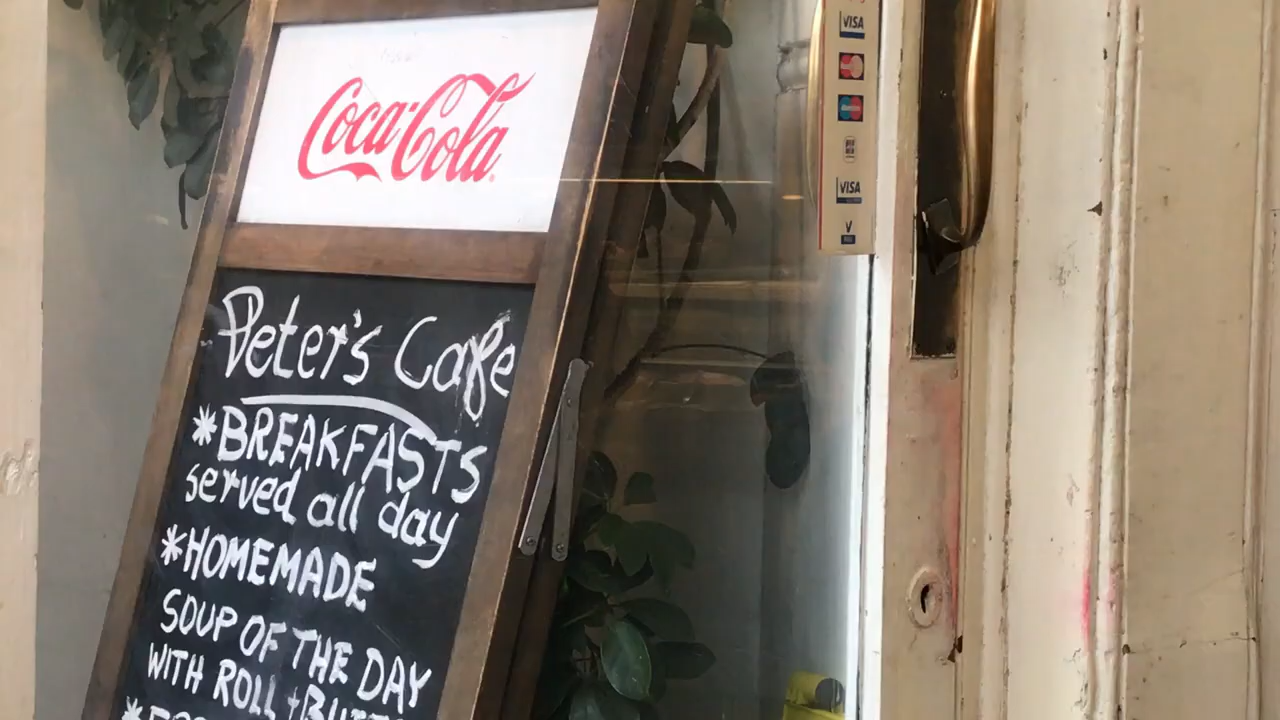 Coca-Cola
Peter's Cafe
*BREAKFASTS
served all day
*HOMEMADE
SOUP OF THE DAY
WITH ROLL +
VISA
VISA
V